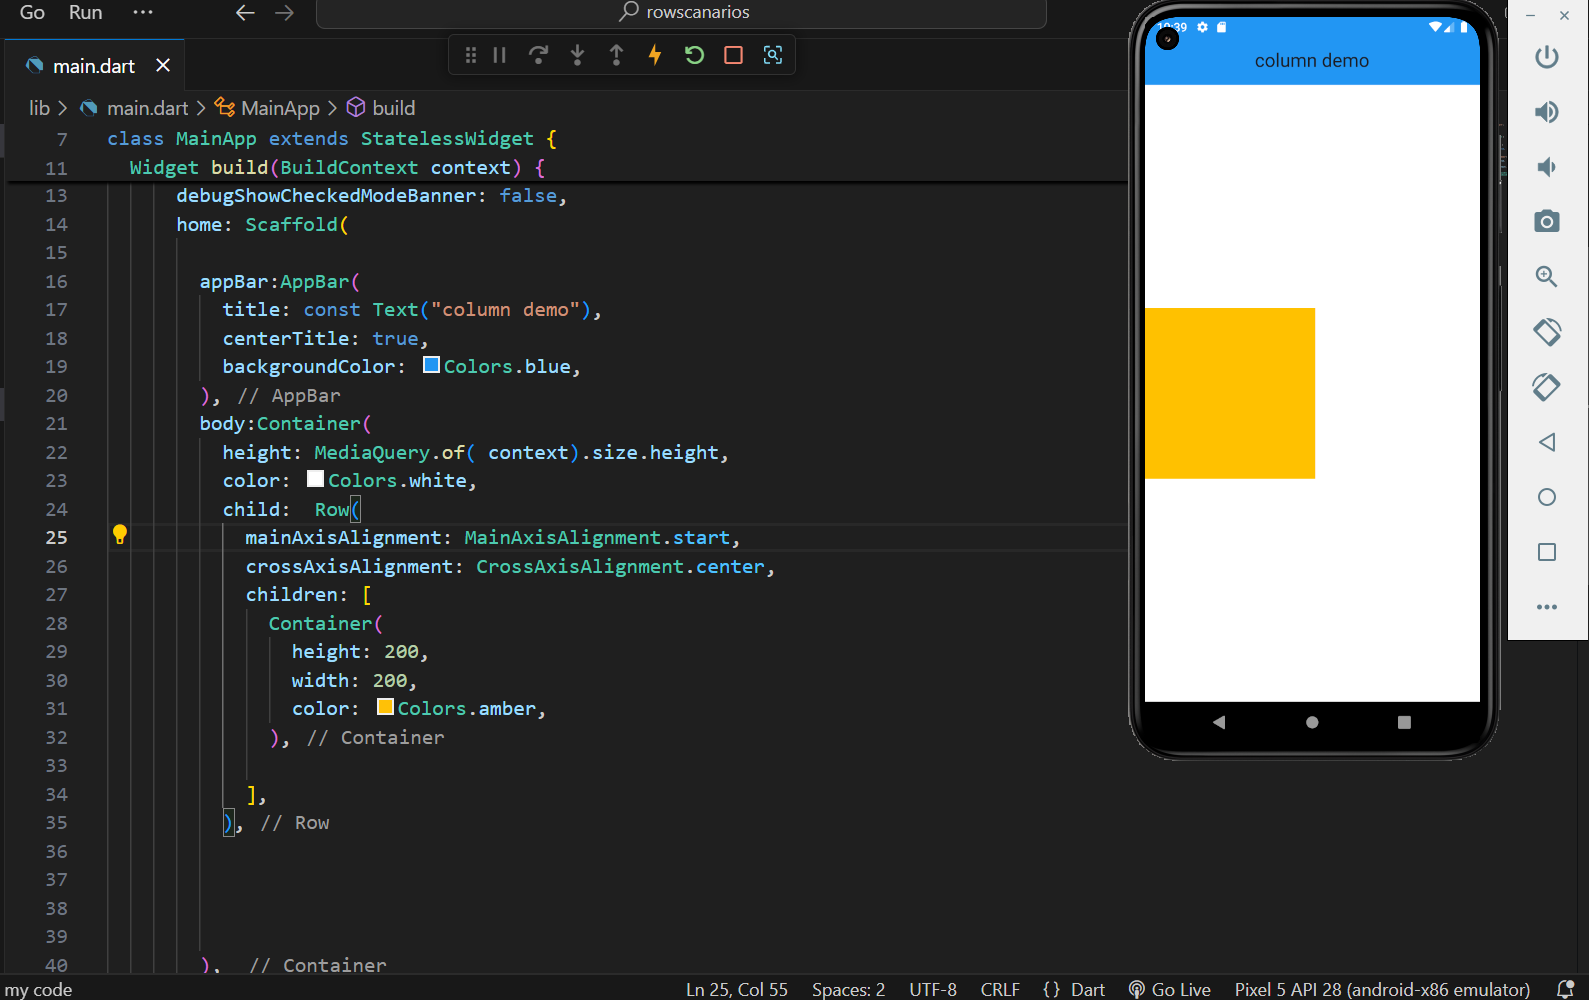 Go Run ··· rowscanarios
main.dart
lib > main.dart > MainApp > build
7 class MainApp extends StatelessWidget {
11 Widget build(BuildContext context) {
13 debugShowCheckedModeBanner: false,
14 home: Scaffold(
15
16 appBar:AppBar(
17 title: const Text("column demo"),
18 centerTitle: true,
19 backgroundColor: Colors.blue,
20 ), // AppBar
21 body:Container(
22 height: MediaQuery.of( context).size.height,
23 color: Colors.white,
24 child:  Row(
25 mainAxisAlignment: MainAxisAlignment.start,
26 crossAxisAlignment: CrossAxisAlignment.center,
27 children: [
28 Container(
29 height: 200,
30 width: 200,
31 color: Colors.amber,
32 ), // Container
33
34 ],
35 ), // Row
36
37
38
39
40 ),  // Container
column demo
my code Ln 25, Col 55 Spaces: 2 UTF-8 CRLF {} Dart Go Live Pixel 5 API 28 (android-x86 emulator)